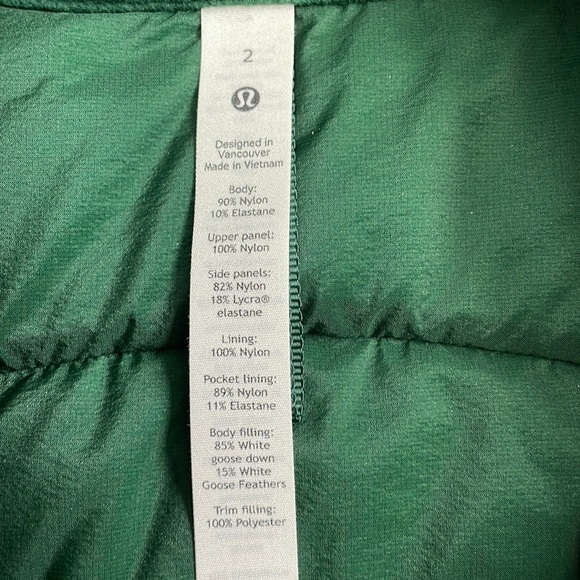 2
Designed in
Vancouver
Made in Vietnam
Body:
90% Nylon
10% Elastane
Upper panel:
100% Nylon
Side panels:
82% Nylon
18% Lycra®
elastane
Lining:
100% Nylon
Pocket lining:
89% Nylon
11% Elastane
Body filling:
85% White
goose down
15% White
Goose Feathers
Trim filling:
100% Polyester